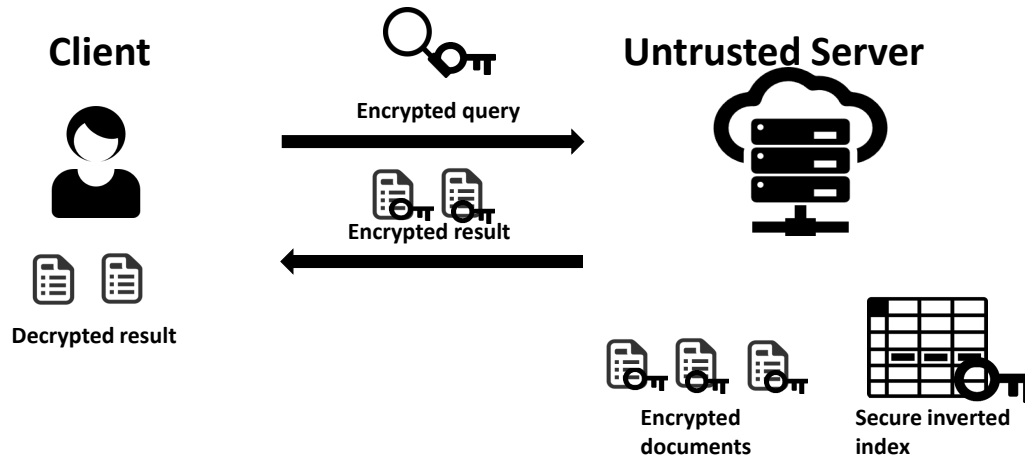 Client
Untrusted Server
Encrypted query
Encrypted result
Decrypted result
Encrypted
documents
Secure inverted
index